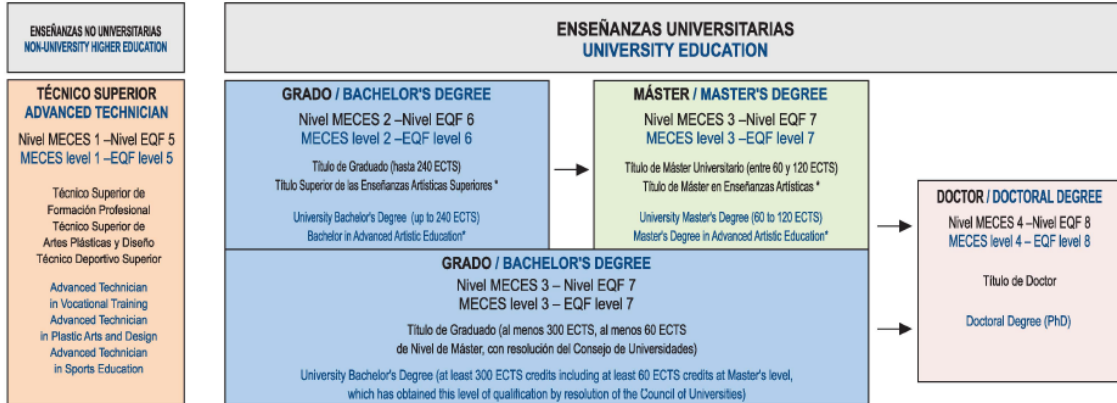 ENSEÑANZAS NO UNIVERSITARIAS
NON-UNIVERSITY HIGHER EDUCATION
ENSEÑANZAS UNIVERSITARIAS
UNIVERSITY EDUCATION
TÉCNICO SUPERIOR
ADVANCED TECHNICIAN
Nivel MECES 1 –Nivel EQF 5
MECES level 1 –EQF level 5
Técnico Superior de
Formación Profesional
Técnico Superior de
Artes Plásticas y Diseño
Técnico Deportivo Superior
Advanced Technician
in Vocational Training
Advanced Technician
in Plastic Arts and Design
Advanced Technician
in Sports Education
GRADO / BACHELOR'S DEGREE
Nivel MECES 2 –Nivel EQF 6
MECES level 2 –EQF level 6
Título de Graduado (hasta 240 ECTS)
Título Superior de las Enseñanzas Artísticas Superiores *
University Bachelor's Degree (up to 240 ECTS)
Bachelor in Advanced Artistic Education*
MÁSTER / MASTER'S DEGREE
Nivel MECES 3 –Nivel EQF 7
MECES level 3 –EQF level 7
Título de Máster Universitario (entre 60 y 120 ECTS)
Título de Máster en Enseñanzas Artísticas *
University Master's Degree (60 to 120 ECTS)
Master's Degree in Advanced Artistic Education*
GRADO / BACHELOR'S DEGREE
Nivel MECES 3 – Nivel EQF 7
MECES level 3 – EQF level 7
Título de Graduado (al menos 300 ECTS, al menos 60 ECTS
de Nivel de Máster, con resolución del Consejo de Universidades)
University Bachelor's Degree (at least 300 ECTS credits including at least 60 ECTS credits at Master's level,
which has obtained this level of qualification by resolution of the Council of Universities)
DOCTOR / DOCTORAL DEGREE
Nivel MECES 4 –Nivel EQF 8
MECES level 4 – EQF level 8
Título de Doctor
Doctoral Degree (PhD)